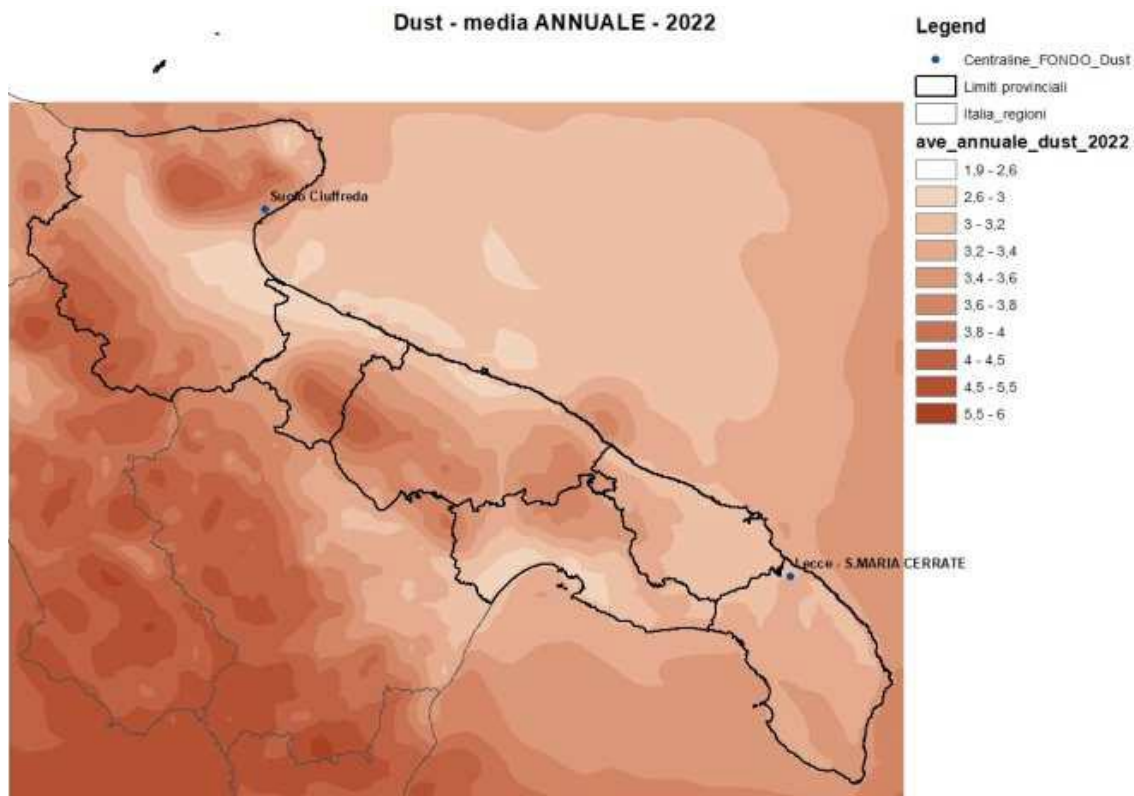 Dust - media ANNUALE - 2022
Legend
Centraline_FONDO_Dust
Limiti provinciali
Italia_regioni
ave_annuale_dust_2022
1,9 - 2,6
2,6 - 3
3 - 3,2
3,2 - 3,4
3,4 - 3,6
3,6 - 3,8
3,8 - 4
4 - 4,5
4,5 - 5,5
5,5 - 6
Suolo Ciuffreda
Lecce - S.MARIA CERRATE